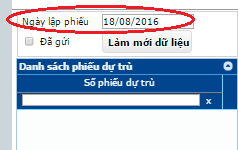 Ngày lập phiếu 18/08/2016
Đã gửi Làm mới dữ liệu
Danh sách phiếu dự trù
Số phiếu dự trù
x